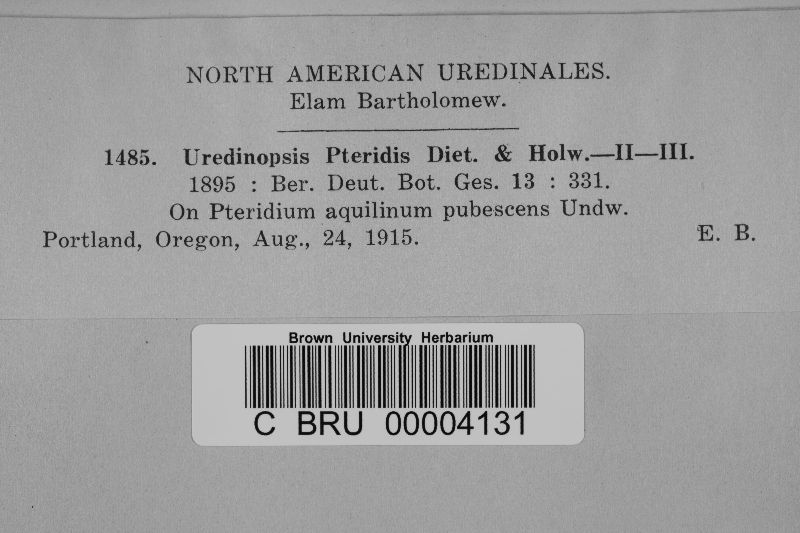 NORTH AMERICAN UREDINALES.
Elam Bartholomew.
1485. Uredinopsis Pteridis Diet. & Holw.—II—III.
1895 : Ber. Deut. Bot. Ges. 13 : 331.
On Pteridium aquilinum pubescens Undw.
Portland, Oregon, Aug., 24, 1915. E. B.
Brown University Herbarium
C BRU 00004131